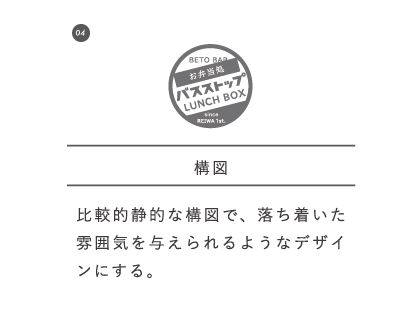 04
BETO BAR
お弁当処
バスストップ
LUNCH BOX
since
REIWA 1st.
構図
比較的静的な構図で、落ち着いた
雰囲気を与えられるようなデザイ
ンにする。